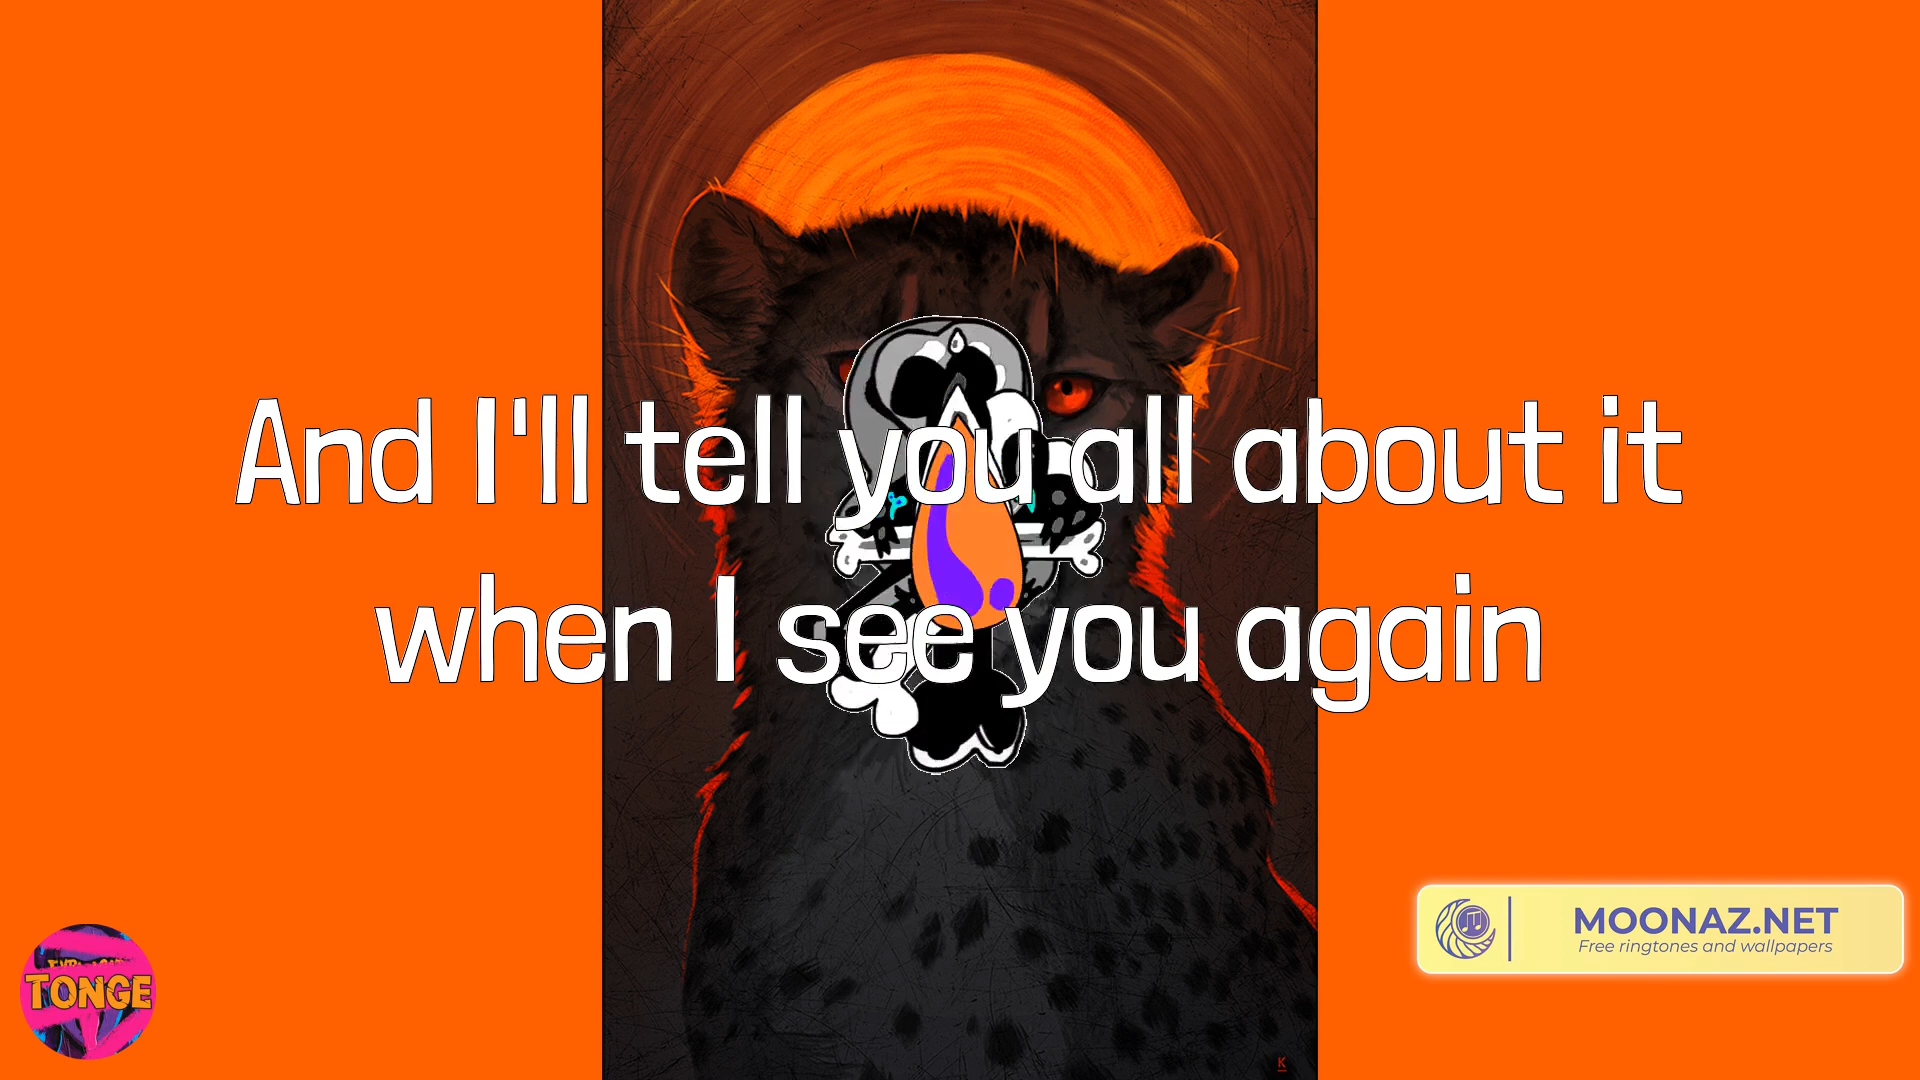 And I'll tell you all about it
when I see you again
TONGE
MOONAZ.NET
Free ringtones and wallpapers
K